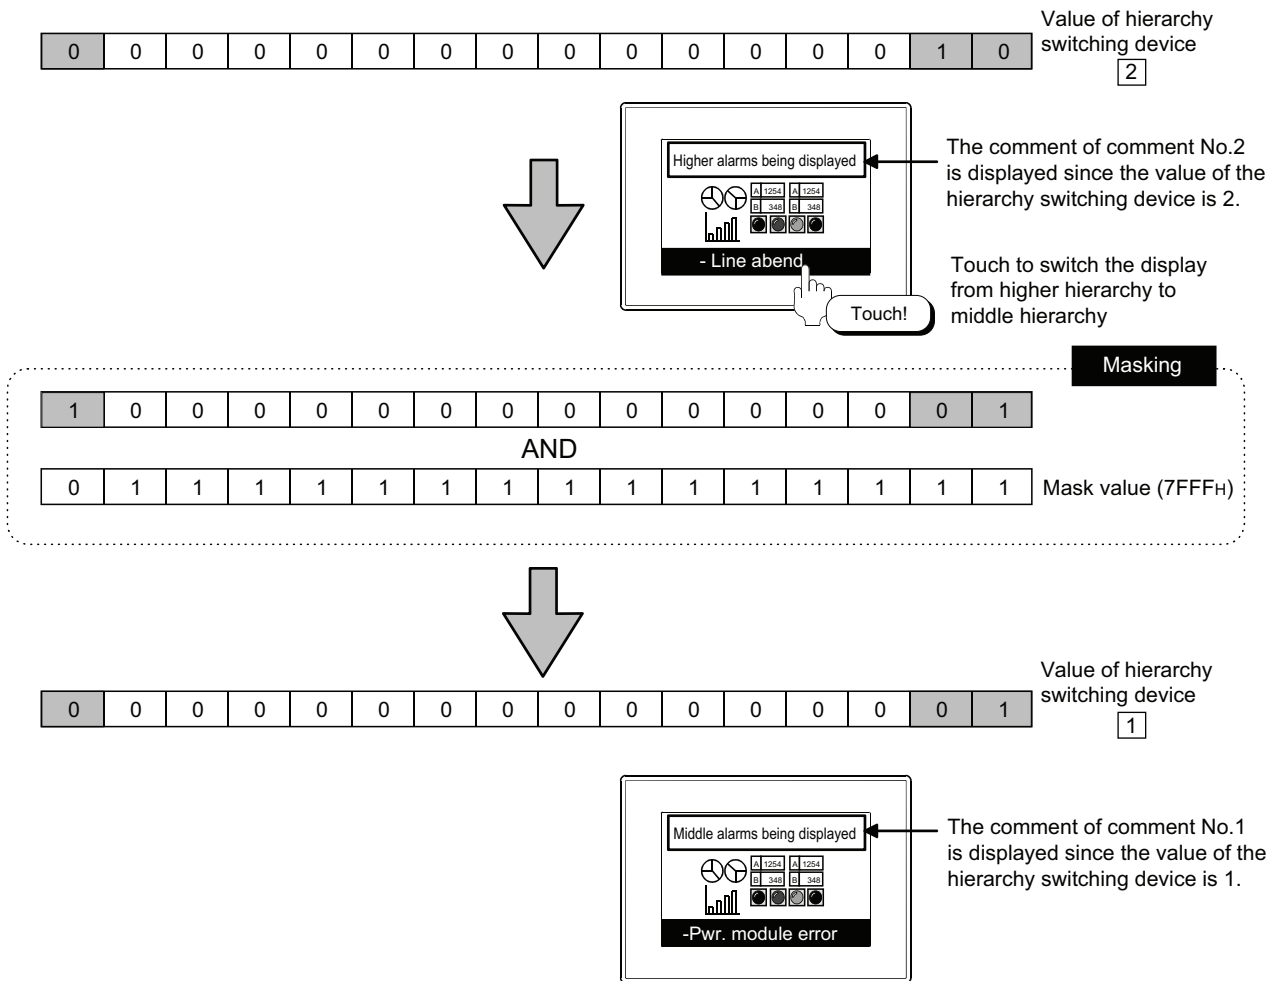 Value of hierarchy
switching device
2
0 0 0 0 0 0 0 0 0 0 0 0 0 0 1 0
Higher alarms being displayed
A 1254 A 1254
B 348 B 348
- Line abend
Touch!
The comment of comment No.2
is displayed since the value of the
hierarchy switching device is 2.
Touch to switch the display
from higher hierarchy to
middle hierarchy
Masking
1 0 0 0 0 0 0 0 0 0 0 0 0 0 0 1
AND
0 1 1 1 1 1 1 1 1 1 1 1 1 1 1 1 Mask value (7FFFH)
Value of hierarchy
switching device
1
0 0 0 0 0 0 0 0 0 0 0 0 0 0 0 1
Middle alarms being displayed
A 1254 A 1254
B 348 B 348
-Pwr. module error
The comment of comment No.1
is displayed since the value of the
hierarchy switching device is 1.